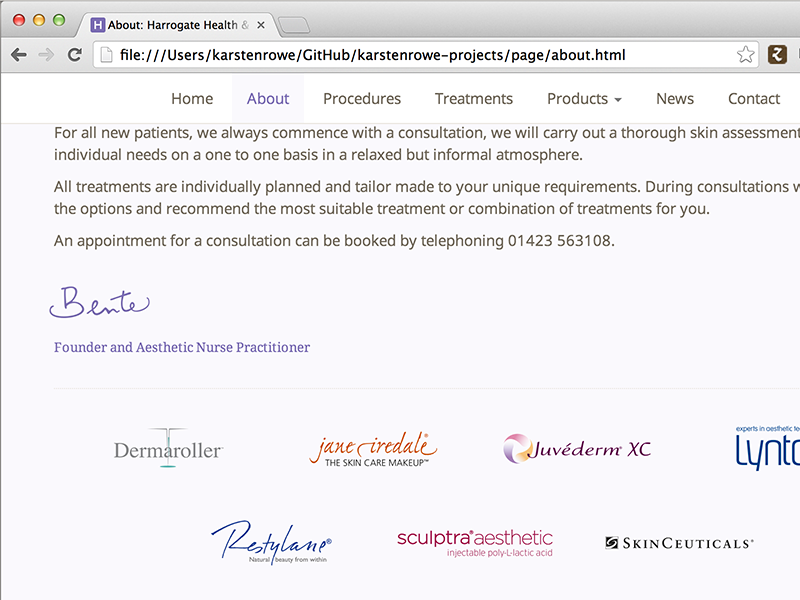 H About: Harrogate Health &
file:///Users/karstenrowe/GitHub/karstenrowe-projects/page/about.html
Home About Procedures Treatments Products News Contact
For all new patients, we always commence with a consultation, we will carry out a thorough skin assessment
individual needs on a one to one basis in a relaxed but informal atmosphere.
All treatments are individually planned and tailor made to your unique requirements. During consultations w
the options and recommend the most suitable treatment or combination of treatments for you.
An appointment for a consultation can be booked by telephoning 01423 563108.
Bente
Founder and Aesthetic Nurse Practitioner
Dermaroller
jane iredale®
THE SKIN CARE MAKEUP™
Juvéderm® XC
experts in aesthetic te
Lynto
Restylane®
Natural beauty from within
sculptra® aesthetic
injectable poly-L-lactic acid
SKINCEUTICALS®